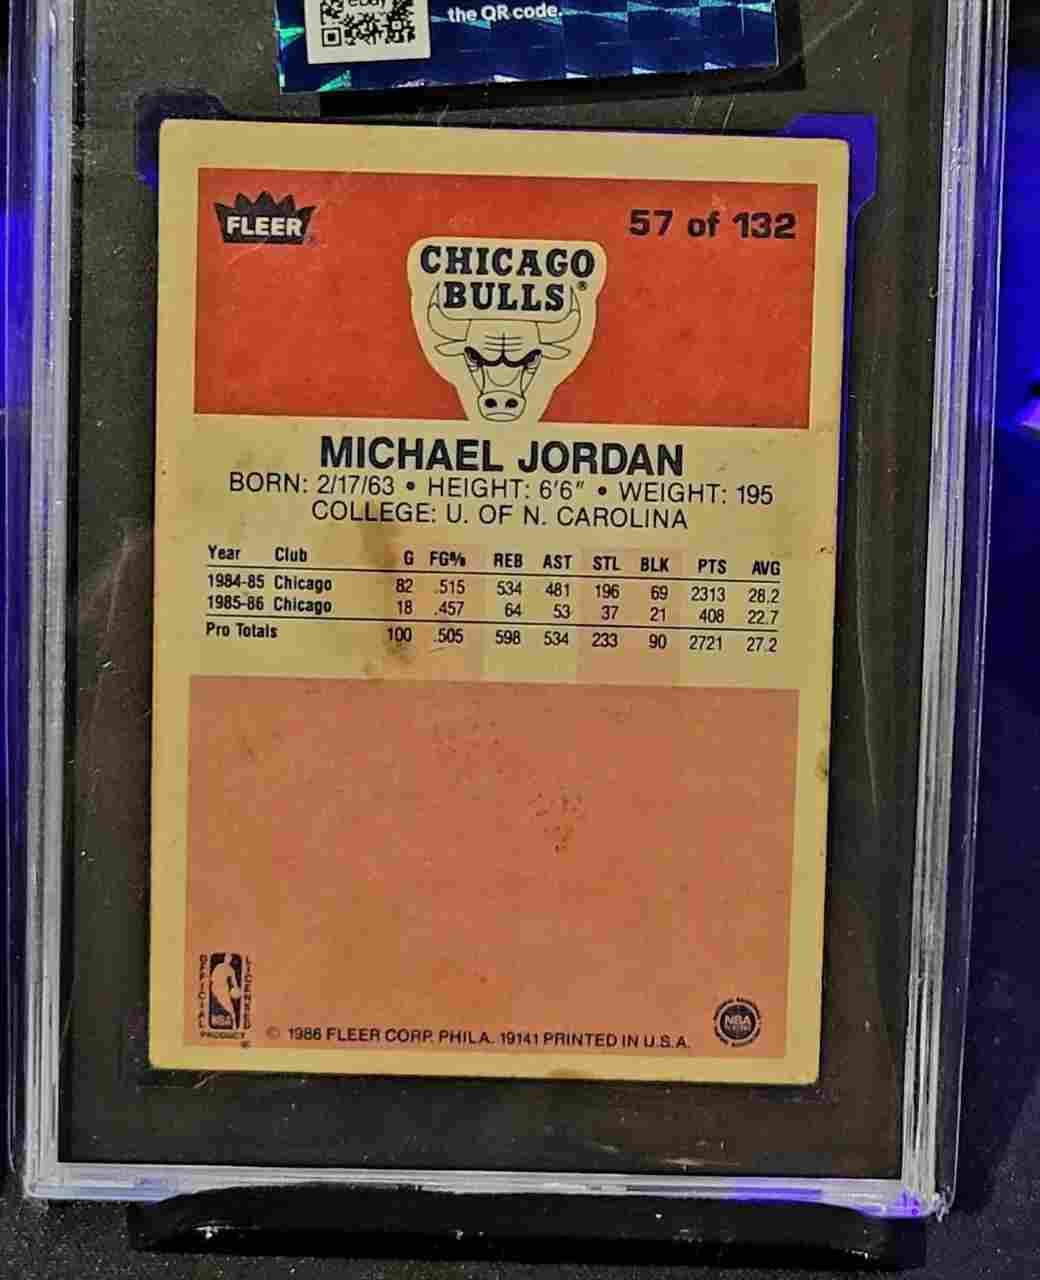 eBay
the QR code.
FLEER
57 of 132
CHICAGO
BULLS®
MICHAEL JORDAN
BORN: 2/17/63 • HEIGHT: 6'6" • WEIGHT: 195
COLLEGE: U. OF N. CAROLINA
Year Club G FG% REB AST STL BLK PTS AVG
1984-85 Chicago 82 .515 534 481 196 69 2313 28.2
1985-86 Chicago 18 .457 64 53 37 21 408 22.7
Pro Totals 100 .505 598 534 233 90 2721 27.2
OFFICIAL LICENSED
NBA
PRODUCT ®
© 1986 FLEER CORP. PHILA. 19141 PRINTED IN U.S.A.
NBA